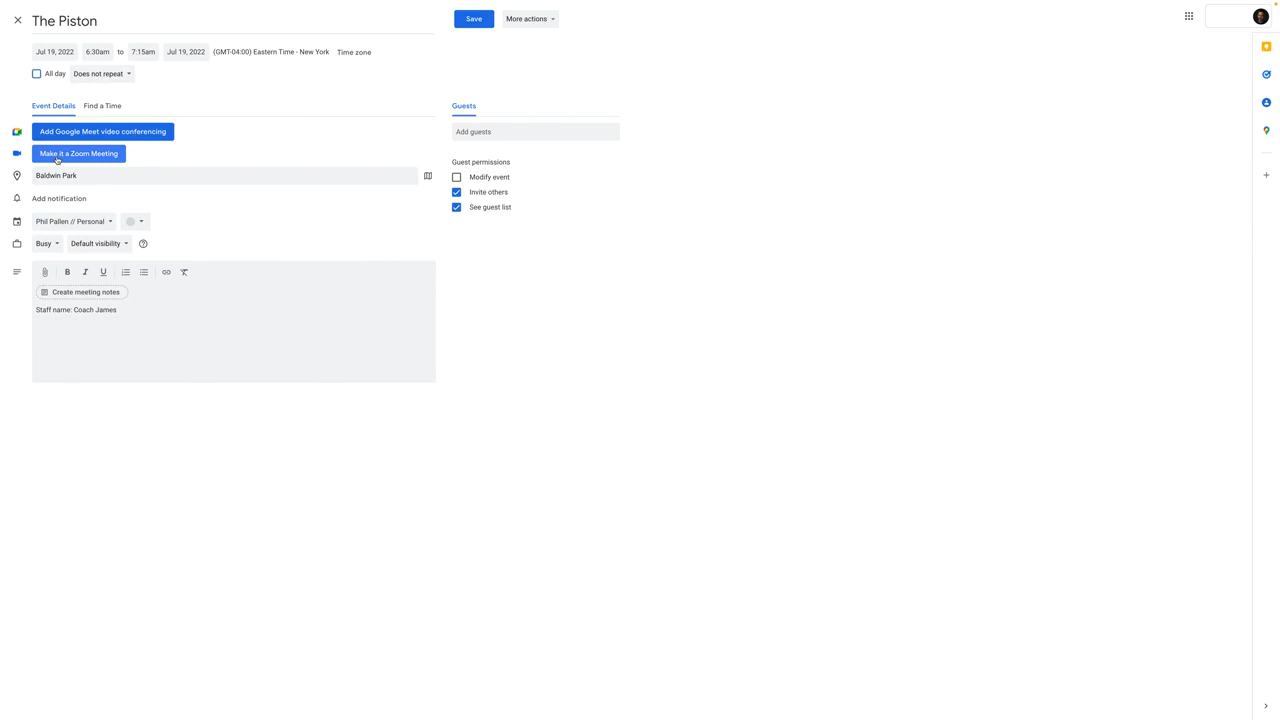 The Piston
Save
More actions
Jul 19, 2022 6:30am to 7:15am Jul 19, 2022 (GMT-04:00) Eastern Time - New York Time zone
All day Does not repeat
Event Details Find a Time
Guests
Add Google Meet video conferencing
Add guests
Make it a Zoom Meeting
Guest permissions
Baldwin Park
Modify event
Add notification
Invite others
See guest list
Phil Pallen // Personal
Busy Default visibility
B I U
Create meeting notes
Staff name: Coach James